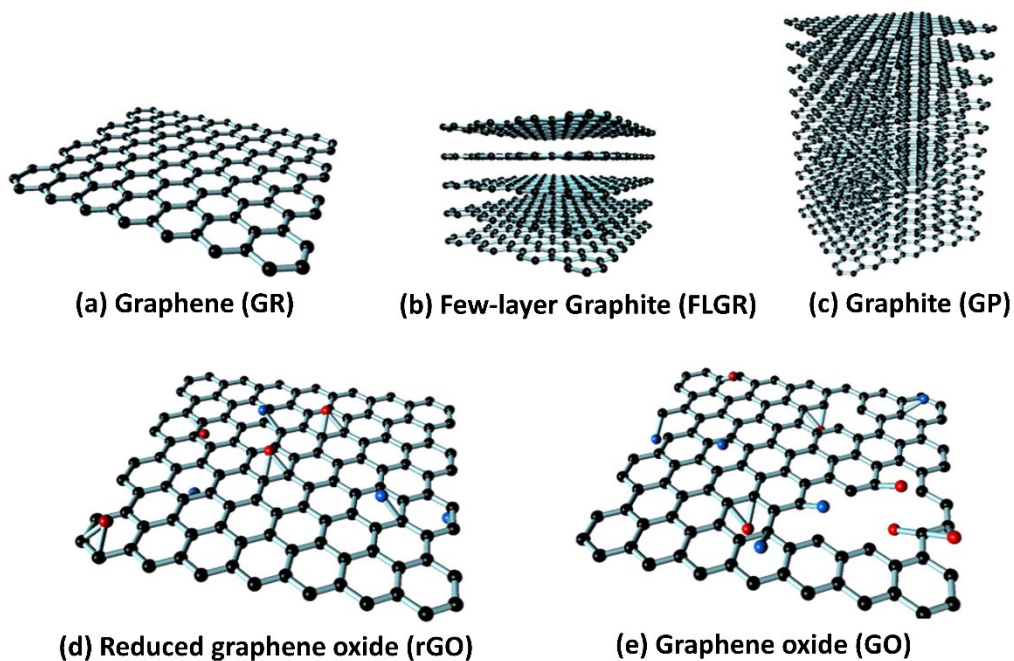 (a) Graphene (GR)
(b) Few-layer Graphite (FLGR)
(c) Graphite (GP)
(d) Reduced graphene oxide (rGO)
(e) Graphene oxide (GO)